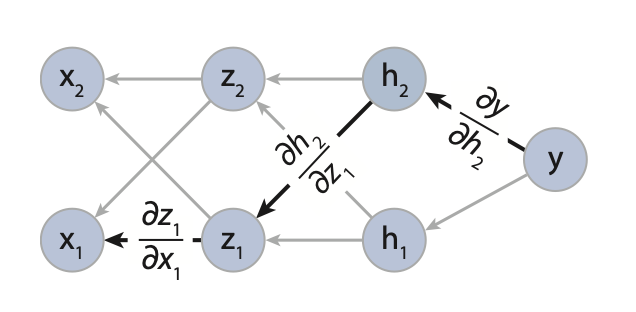 x₂ z₂ h₂
∂y/∂h₂
∂h₂/∂z₁
y
x₁ ∂z₁/∂x₁ z₁ h₁